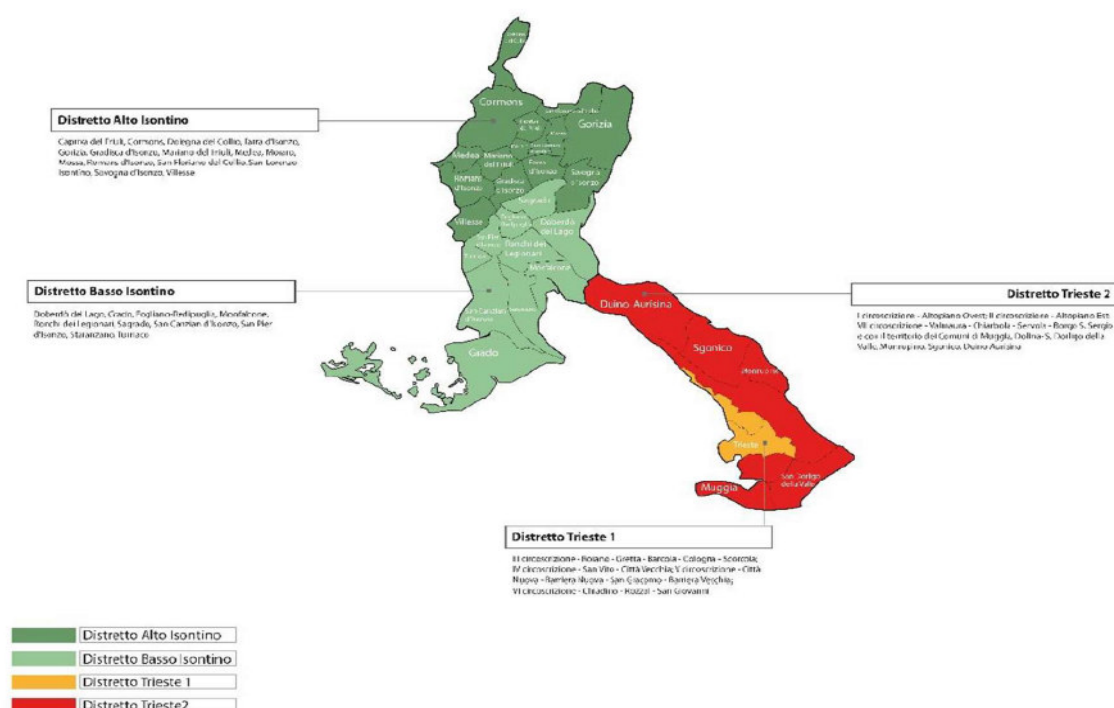 Distretto Alto Isontino
Capriva del Friuli, Cormons, Dolegna del Collio, Farra d'Isonzo,
Gorizia, Gradisca d'Isonzo, Mariano del Friuli, Medea, Moraro,
Mossa, Romans d'Isonzo, San Floriano del Collio, San Lorenzo
Isontino, Savogna d'Isonzo, Villesse
Cormons
Gorizia
Medea
Mariano del Friuli
Romans d'Isonzo
Gradisca d'Isonzo
Savogna d'Isonzo
Villesse
Sagrado
Doberdò del Lago
Ronchi dei Legionari
Monfalcone
San Canzian d'Isonzo
Grado
Distretto Basso Isontino
Doberdò del Lago, Grado, Fogliano-Redipuglia, Monfalcone,
Ronchi dei Legionari, Sagrado, San Canzian d'Isonzo, San Pier
d'Isonzo, Staranzano, Turriaco
Distretto Trieste 2
I circoscrizione - Altopiano Ovest; II circoscrizione - Altopiano Est
VII circoscrizione - Valmaura - Chiarbola - Servola - Borgo S. Sergio
e con il territorio dei Comuni di Muggia, Dolina-S. Dorligo della
Valle, Monrupino, Sgonico, Duino Aurisina
Duino Aurisina
Sgonico
Monrupino
Trieste
San Dorligo della Valle
Muggia
Distretto Trieste 1
III circoscrizione - Roiano - Gretta - Barcola - Cologna - Scorcola;
IV circoscrizione - San Vito - Città Vecchia; V circoscrizione - Città
Nuova - Barriera Nuova - San Giacomo - Barriera Vecchia;
VI circoscrizione - Chiadino - Rozzol - San Giovanni
Distretto Alto Isontino
Distretto Basso Isontino
Distretto Trieste 1
Distretto Trieste2